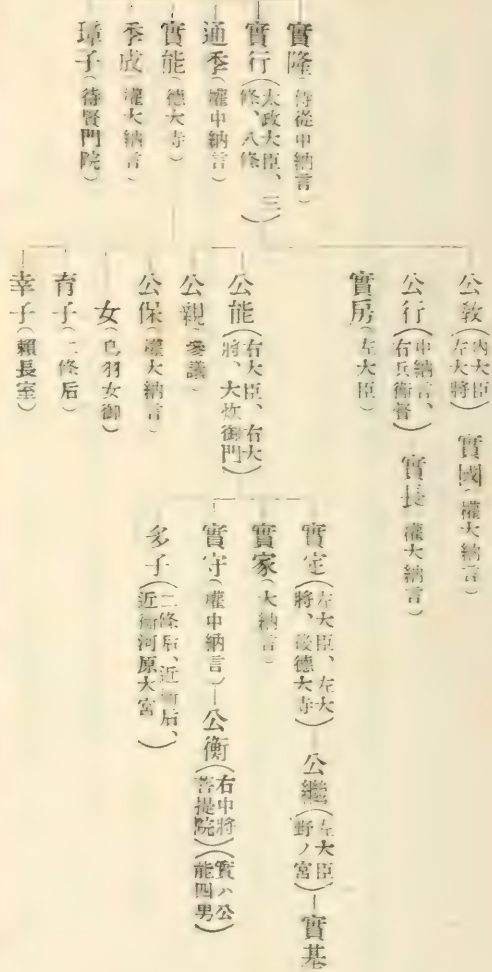 實隆(侍從中納言)
實行(太政大臣、三條、八條)
通季(權中納言)
實能(德大寺)
季成(權大納言)
璋子(待賢門院)
公敎(內大臣左大將) 實國(權大納言)
公行(中納言、右兵衞督) 實長(權大納言)
實房(左大臣)
公能(右大臣、右大將、大炊御門)
公親(參議)
公保(權大納言)
女(鳥羽女御)
育子(二條后)
幸子(賴長室)
實定(左大臣、左大將、後德大寺)—公繼(左大臣野ノ宮)—實基
實家(大納言)
實守(權中納言)—公衡(右中將菩提院)(實ハ公能四男)
多子(二條后、近衞后、近衞河原大宮)